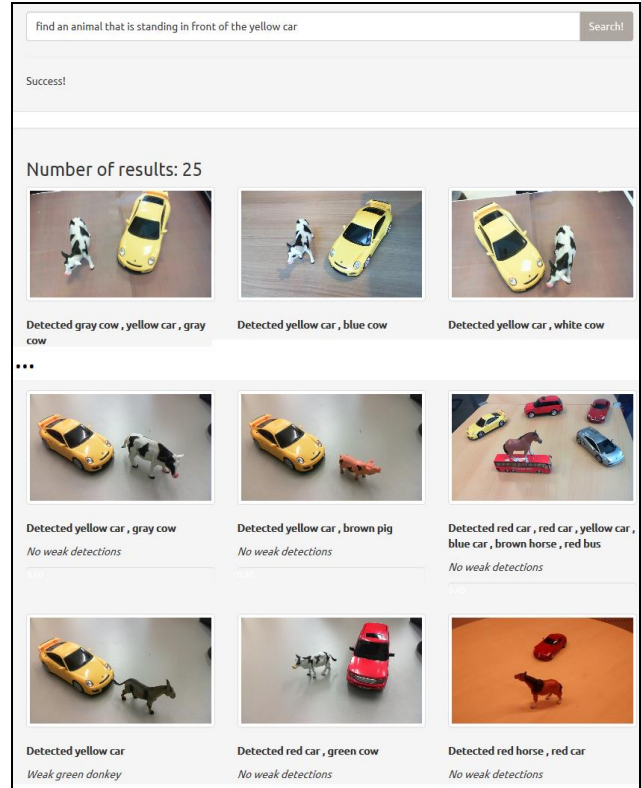 find an animal that is standing in front of the yellow car
Search!
Success!
Number of results: 25
Detected gray cow , yellow car , gray
cow
Detected yellow car , blue cow
Detected yellow car , white cow
...
Detected yellow car , gray cow
No weak detections
Detected yellow car , brown pig
No weak detections
Detected red car , red car , yellow car ,
blue car , brown horse , red bus
No weak detections
Detected yellow car
Weak green donkey
Detected red car , green cow
No weak detections
Detected red horse , red car
No weak detections